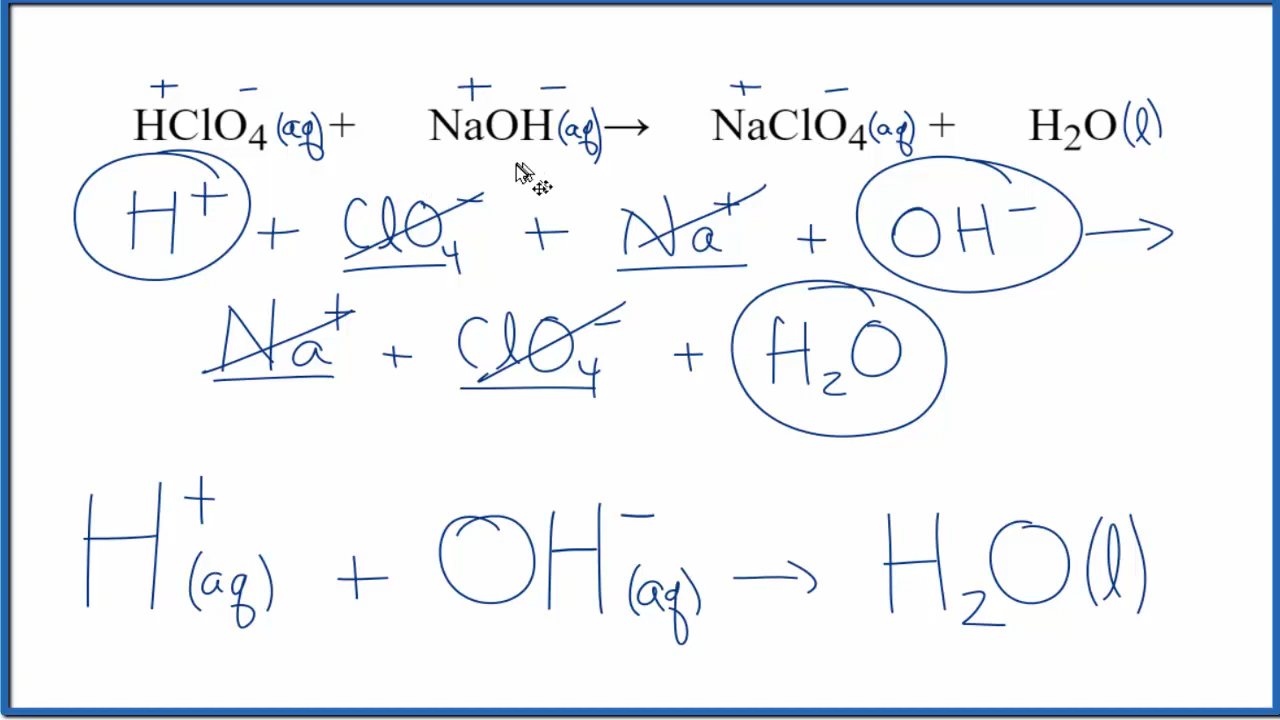 + - + - + -
HClO₄(aq) + NaOH(aq) → NaClO₄(aq) + H₂O(l)
H⁺ + ClO₄⁻ + Na⁺ + OH⁻ →
Na⁺ + ClO₄⁻ + H₂O
H⁺(aq) + OH⁻(aq) → H₂O(l)